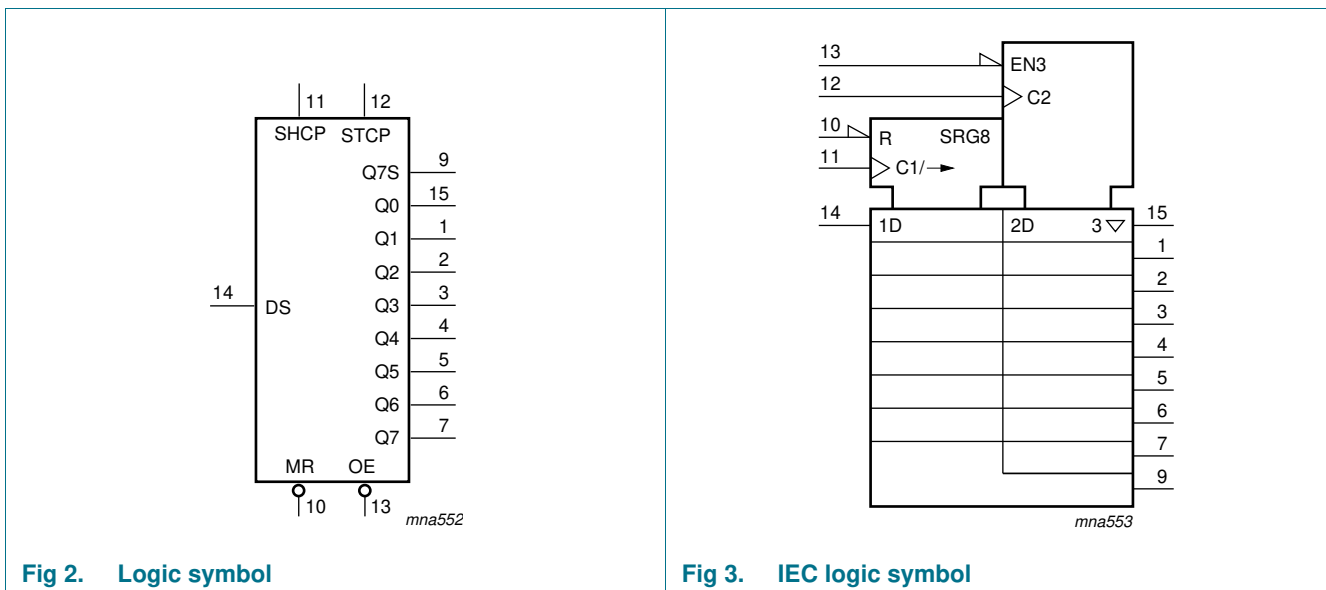 11 12
SHCP STCP
Q7S 9
Q0 15
Q1 1
Q2 2
14 DS Q3 3
Q4 4
Q5 5
Q6 6
Q7 7
MR OE
10 13
mna552
Fig 2. Logic symbol
13 EN3
12 C2
10 R SRG8
11 C1/
14 1D 2D 3 15
1
2
3
4
5
6
7
9
mna553
Fig 3. IEC logic symbol